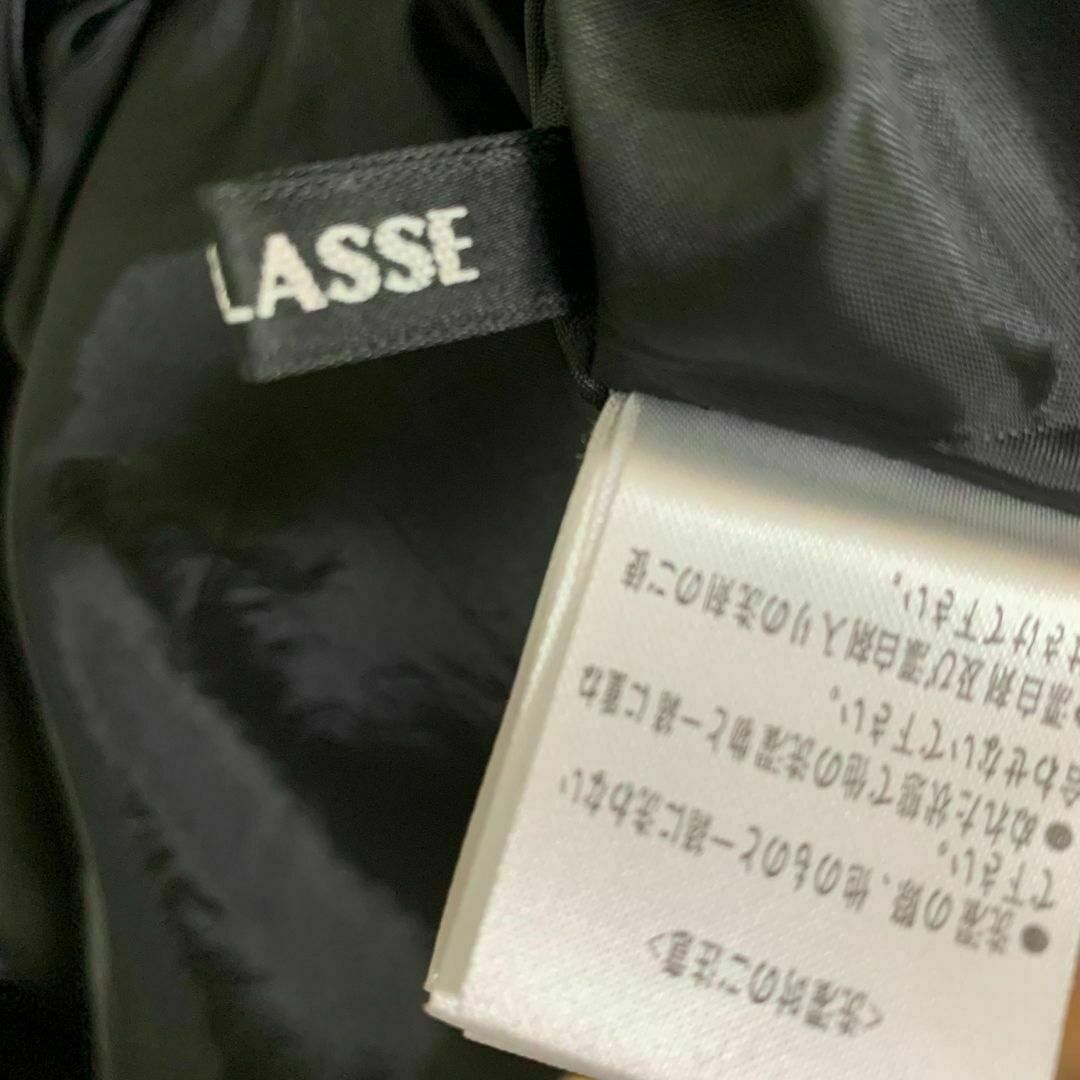 LASSE
<洗濯時のご注意>
●洗濯の際、他のものと一緒に洗わない
で下さい。
●ぬれた状態で他の洗濯物と一緒に重ね
合わせないで下さい。
●漂白剤及び漂白剤入りの洗剤のご使
はさけて下さい。